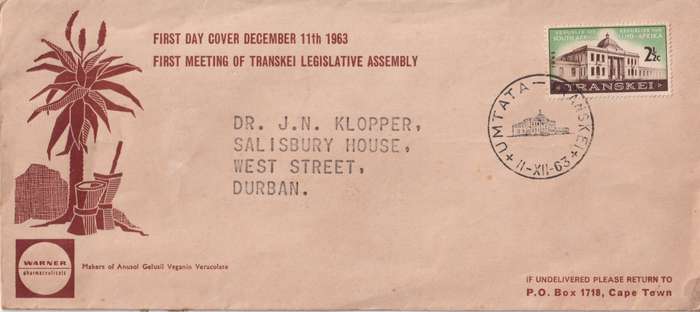 FIRST DAY COVER DECEMBER 11th 1963
FIRST MEETING OF TRANSKEI LEGISLATIVE ASSEMBLY
REPUBLIC OF SOUTH AFRICA
REPUBLIEK VAN SUID-AFRIKA
2½c
TRANSKEI
UMTATA — TRANSKEI
11-XII-63
DR. J.N. KLOPPER,
SALISBURY HOUSE,
WEST STREET,
DURBAN.
WARNER
pharmaceuticals
Makers of Anusol Gelusil Veganin Veracolate
IF UNDELIVERED PLEASE RETURN TO
P.O. Box 1718, Cape Town